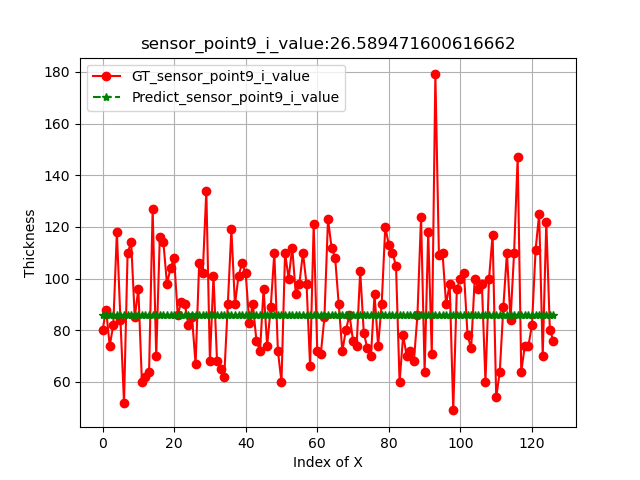 sensor_point9_i_value:26.589471600616662
GT_sensor_point9_i_value
Predict_sensor_point9_i_value
Thickness
180
160
140
120
100
80
60
0 20 40 60 80 100 120
Index of X